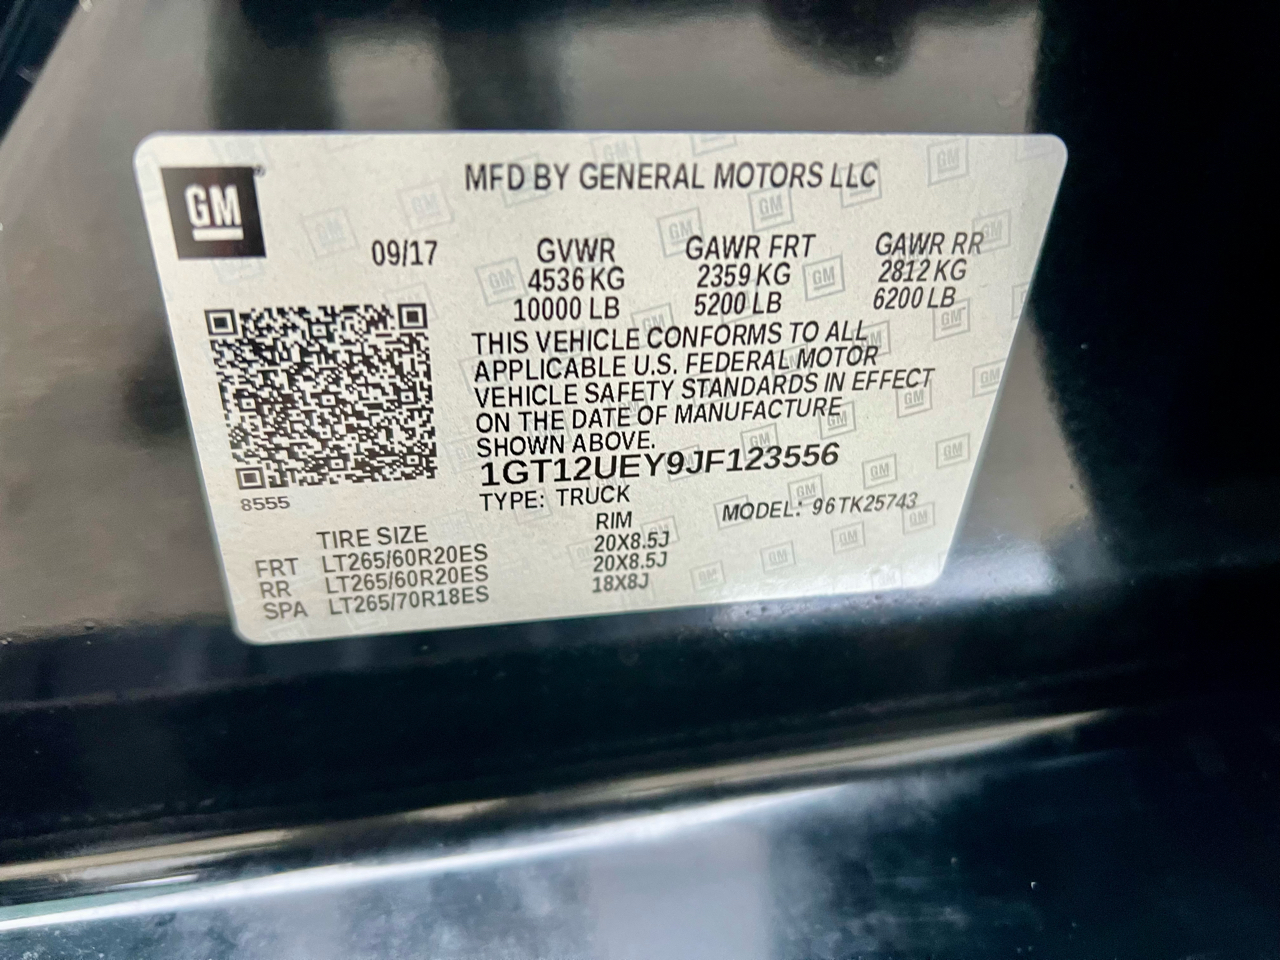 GM
MFD BY GENERAL MOTORS LLC
09/17 GVWR GAWR FRT GAWR RR
4536 KG 2359 KG 2812 KG
10000 LB 5200 LB 6200 LB
THIS VEHICLE CONFORMS TO ALL
APPLICABLE U.S. FEDERAL MOTOR
VEHICLE SAFETY STANDARDS IN EFFECT
ON THE DATE OF MANUFACTURE
SHOWN ABOVE.
1GT12UEY9JF123556
8555
TYPE: TRUCK MODEL: 96TK25743
TIRE SIZE RIM
FRT LT265/60R20ES 20X8.5J
RR LT265/60R20ES 20X8.5J
SPA LT265/70R18ES 18X8J